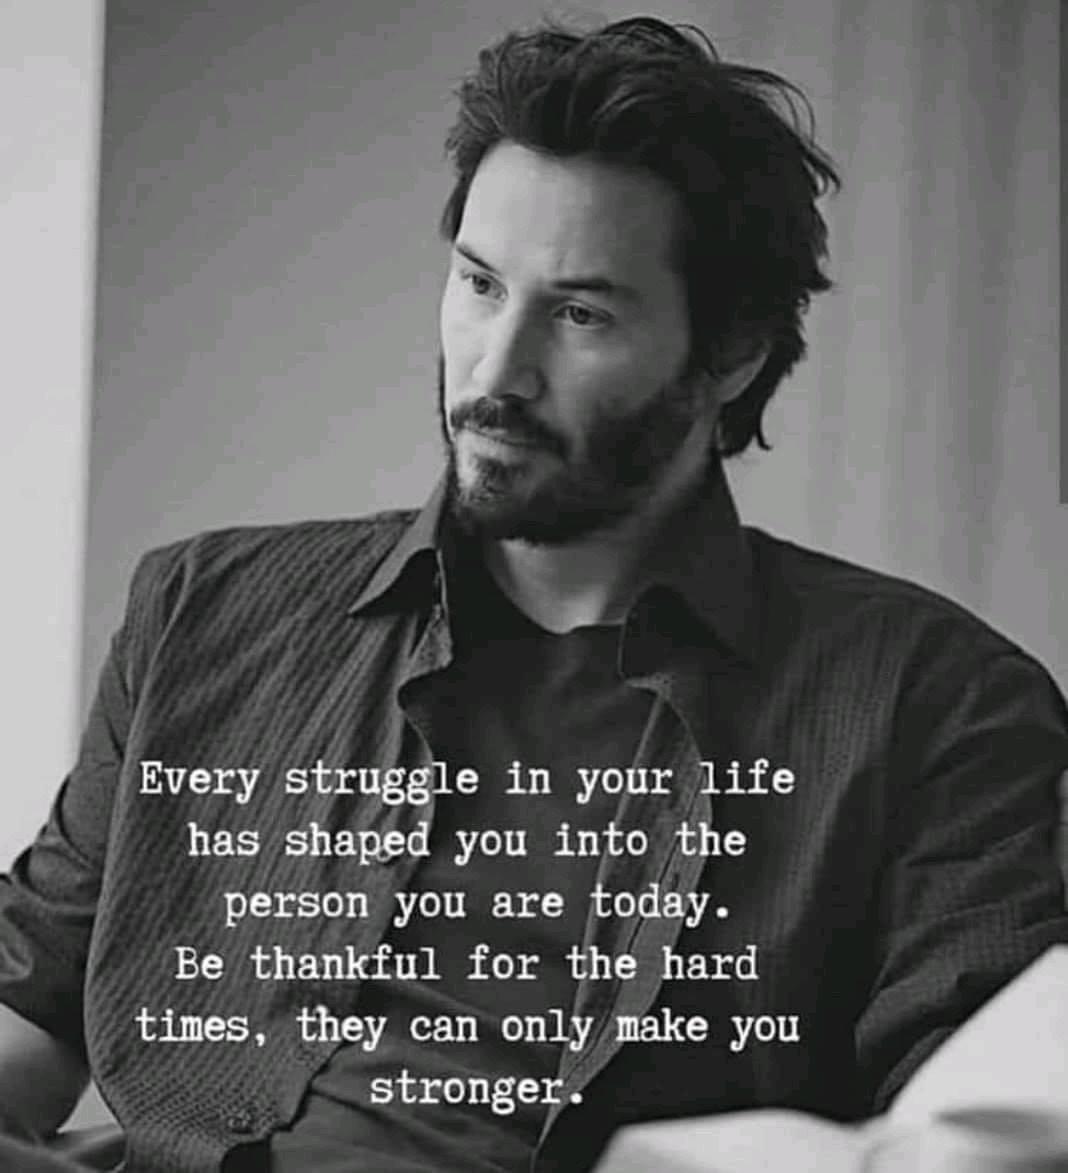 Every struggle in your life
has shaped you into the
person you are today.
Be thankful for the hard
times, they can only make you
stronger.